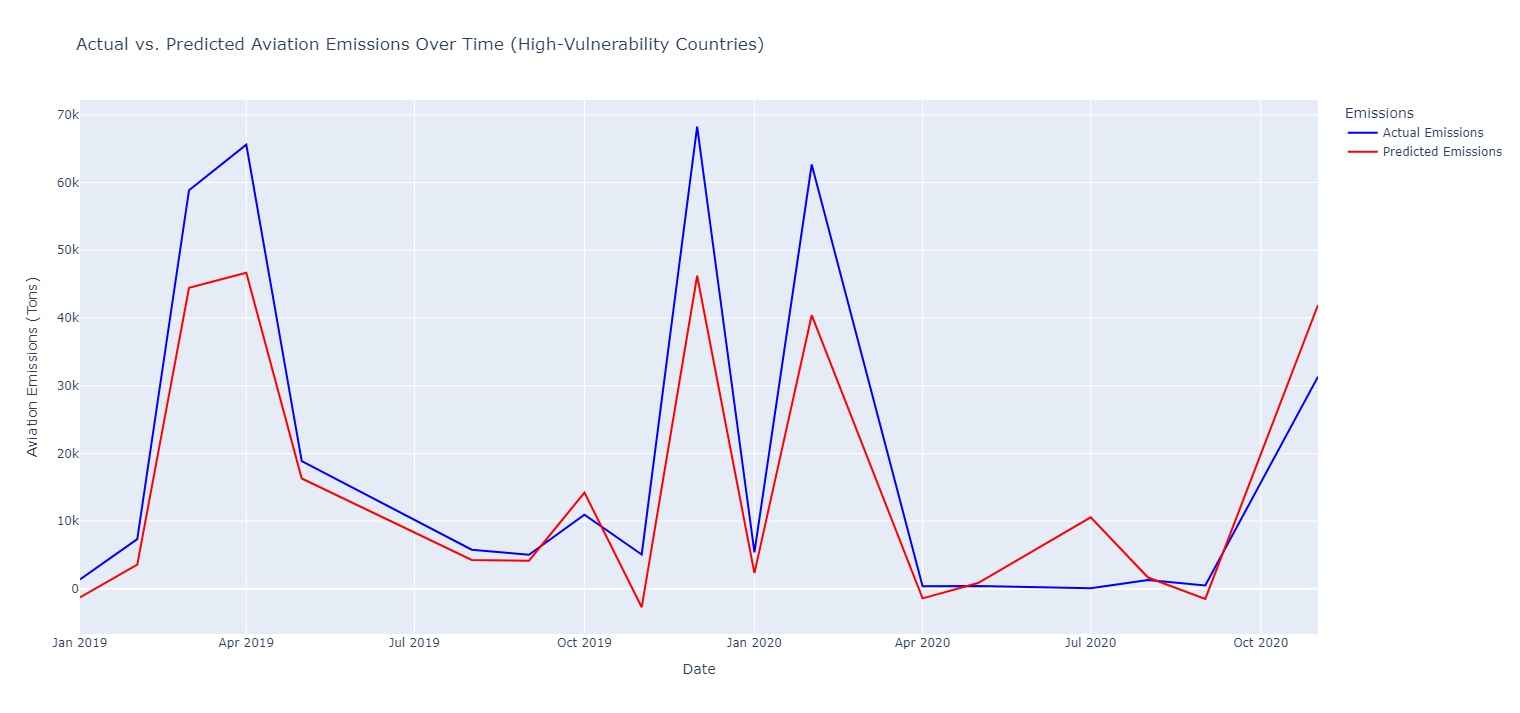 Actual vs. Predicted Aviation Emissions Over Time (High-Vulnerability Countries)
Emissions
Actual Emissions
Predicted Emissions
Aviation Emissions (Tons)
70k
60k
50k
40k
30k
20k
10k
0
Jan 2019 Apr 2019 Jul 2019 Oct 2019 Jan 2020 Apr 2020 Jul 2020 Oct 2020
Date